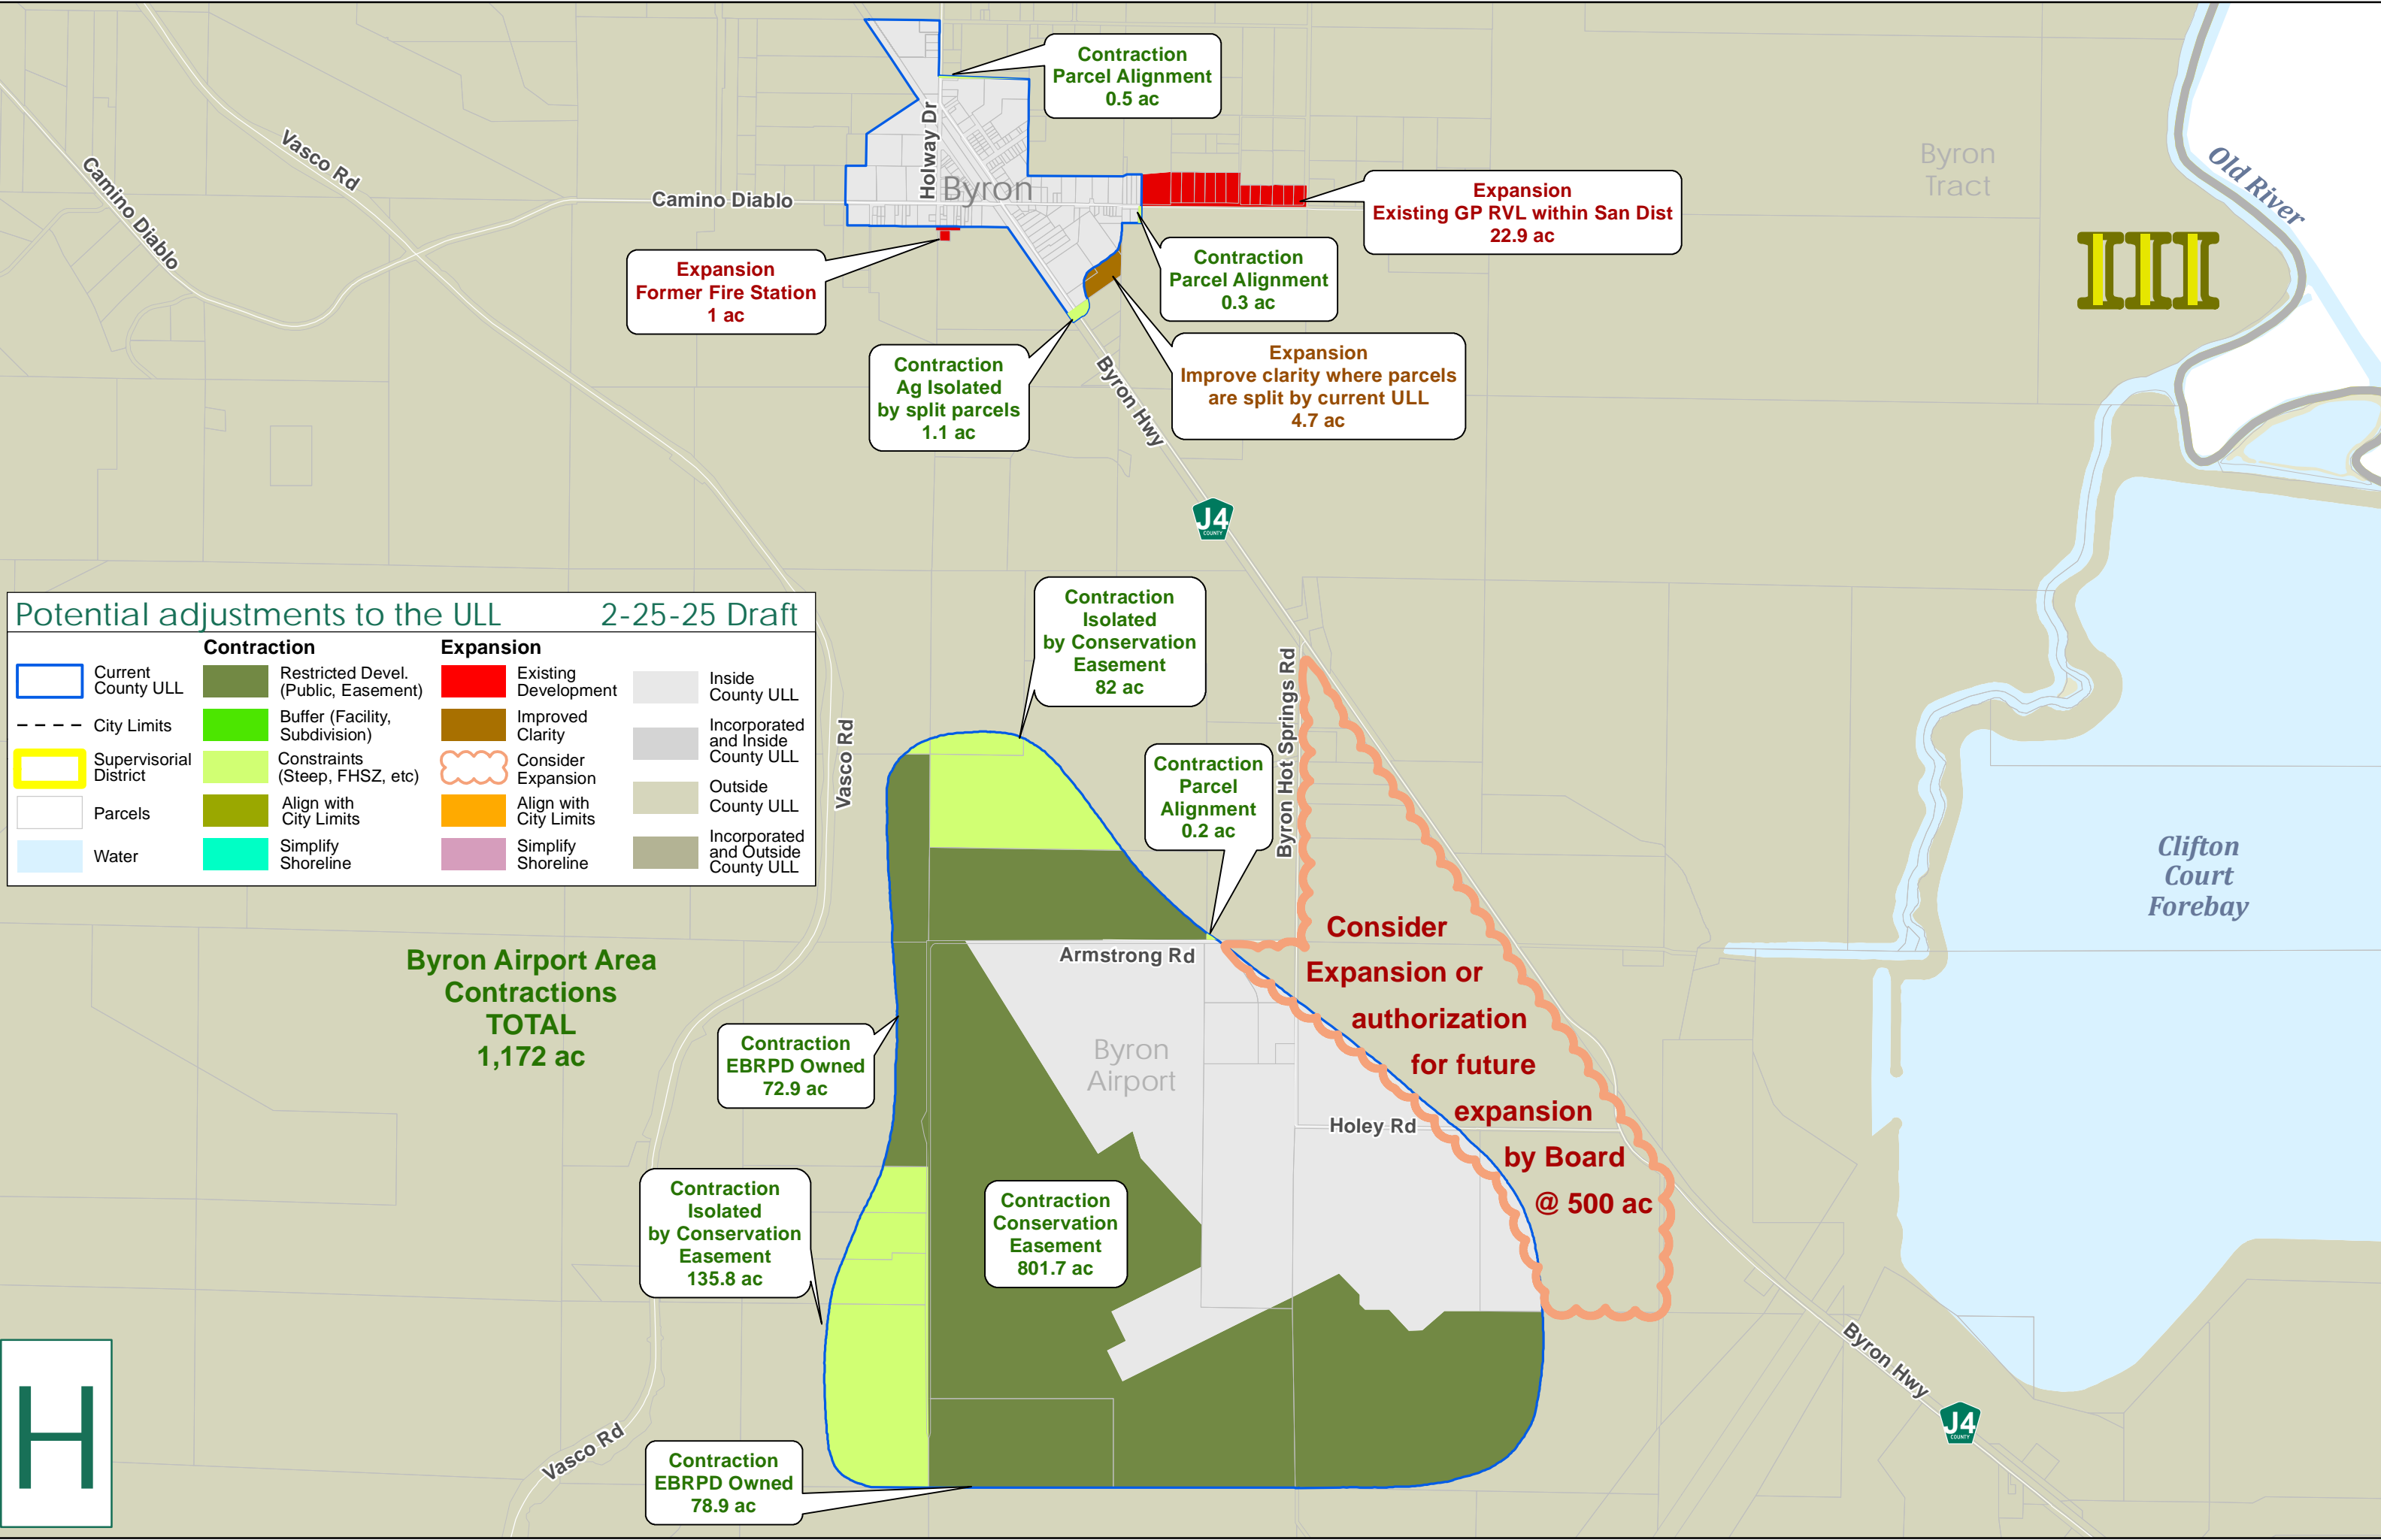 Contraction
Parcel Alignment
0.5 ac
Old River
Byron
Tract
Vasco Rd
Camino Diablo
Holway Dr
Byron
Camino Diablo
Expansion
Existing GP RVL within San Dist
22.9 ac
III
Expansion
Former Fire Station
1 ac
Contraction
Parcel Alignment
0.3 ac
Contraction
Ag Isolated
by split parcels
1.1 ac
Expansion
Improve clarity where parcels
are split by current ULL
4.7 ac
Byron Hwy
J4
COUNTY
Potential adjustments to the ULL 2-25-25 Draft
Current
County ULL
City Limits
Supervisorial
District
Parcels
Water
Contraction
Restricted Devel.
(Public, Easement)
Buffer (Facility,
Subdivision)
Constraints
(Steep, FHSZ, etc)
Align with
City Limits
Simplify
Shoreline
Expansion
Existing
Development
Improved
Clarity
Consider
Expansion
Align with
City Limits
Simplify
Shoreline
Inside
County ULL
Incorporated
and Inside
County ULL
Outside
County ULL
Incorporated
and Outside
County ULL
Contraction
Isolated
by Conservation
Easement
82 ac
Byron Hot Springs Rd
Vasco Rd
Contraction
Parcel
Alignment
0.2 ac
Clifton
Court
Forebay
Byron Airport Area
Contractions
TOTAL
1,172 ac
Armstrong Rd
Consider
Expansion or
authorization
for future
expansion
by Board
@ 500 ac
Contraction
EBRPD Owned
72.9 ac
Byron
Airport
Holey Rd
Contraction
Isolated
by Conservation
Easement
135.8 ac
Contraction
Conservation
Easement
801.7 ac
H
Vasco Rd
Contraction
EBRPD Owned
78.9 ac
Byron Hwy
J4
COUNTY